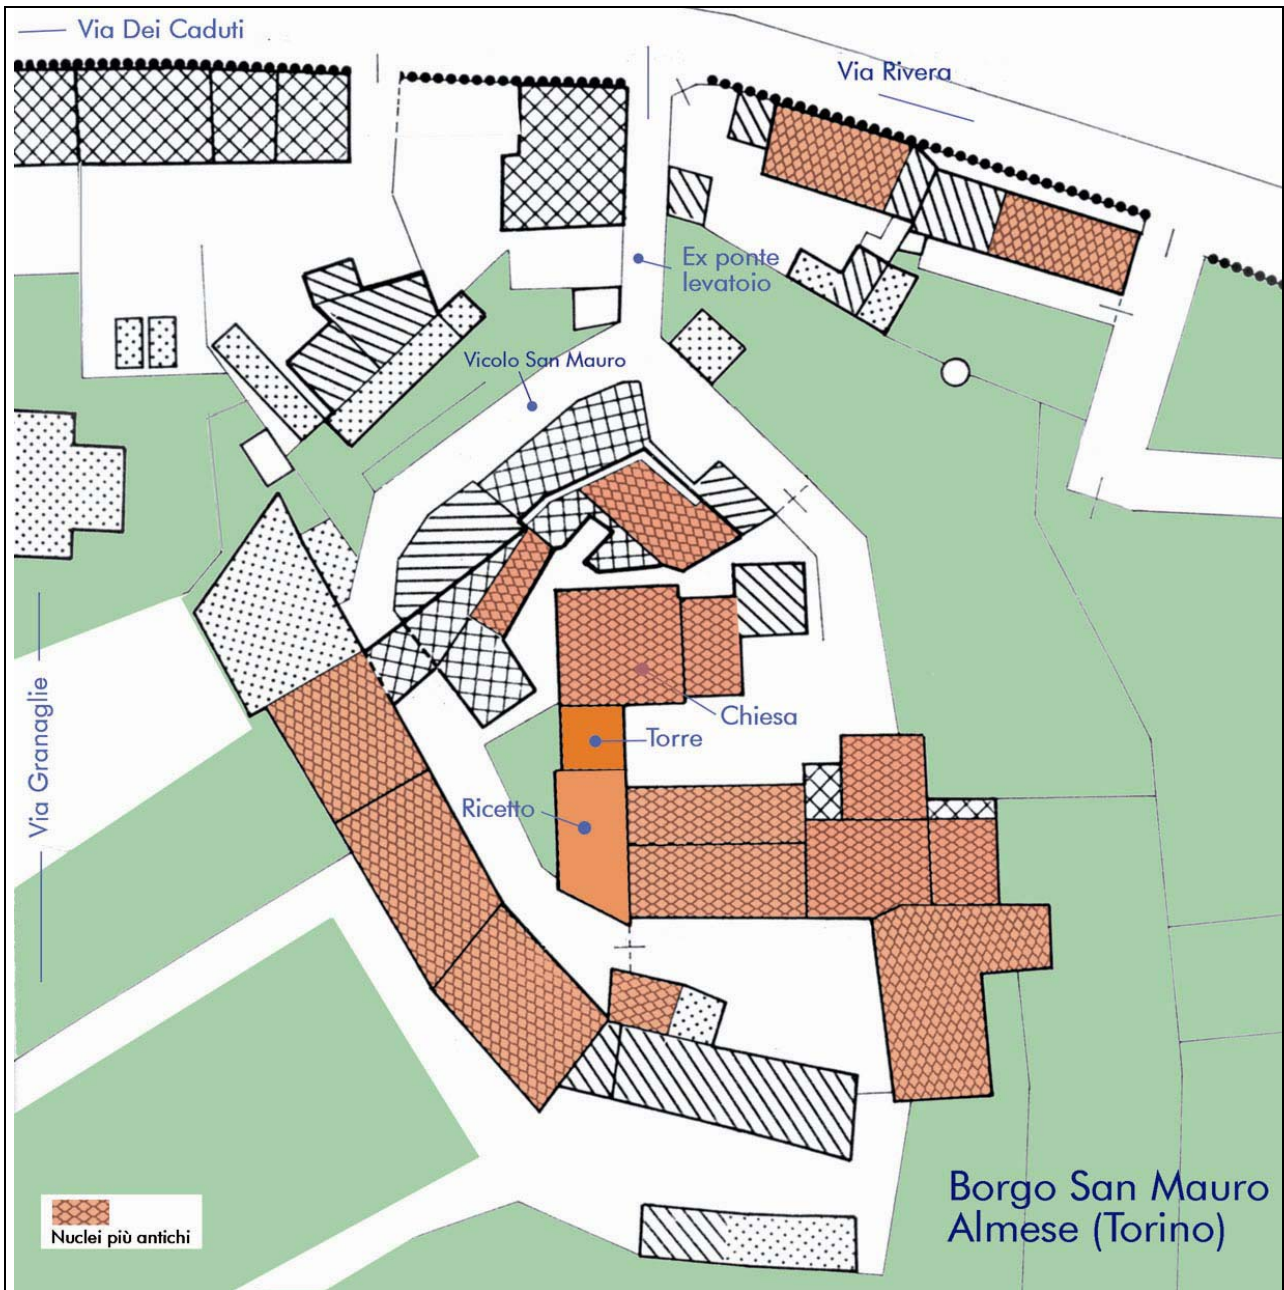 Via Dei Caduti
Via Rivera
Ex ponte
levatoio
Vicolo San Mauro
Via Granaglie
Chiesa
Torre
Ricetto
Borgo San Mauro
Almese (Torino)
Nuclei più antichi